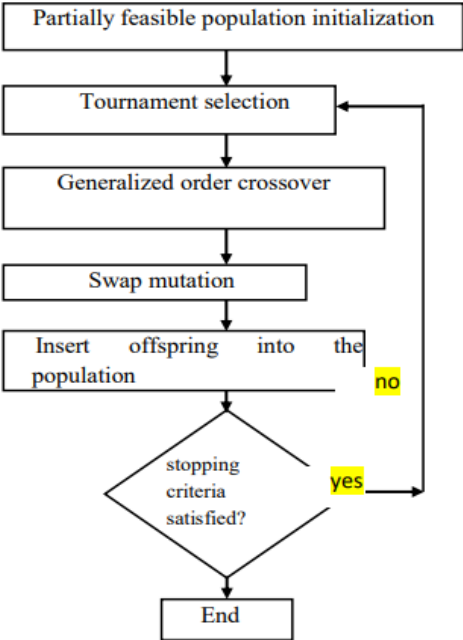 Partially feasible population initialization
Tournament selection
Generalized order crossover
Swap mutation
Insert offspring into the
population
no
stopping
criteria
satisfied?
yes
End